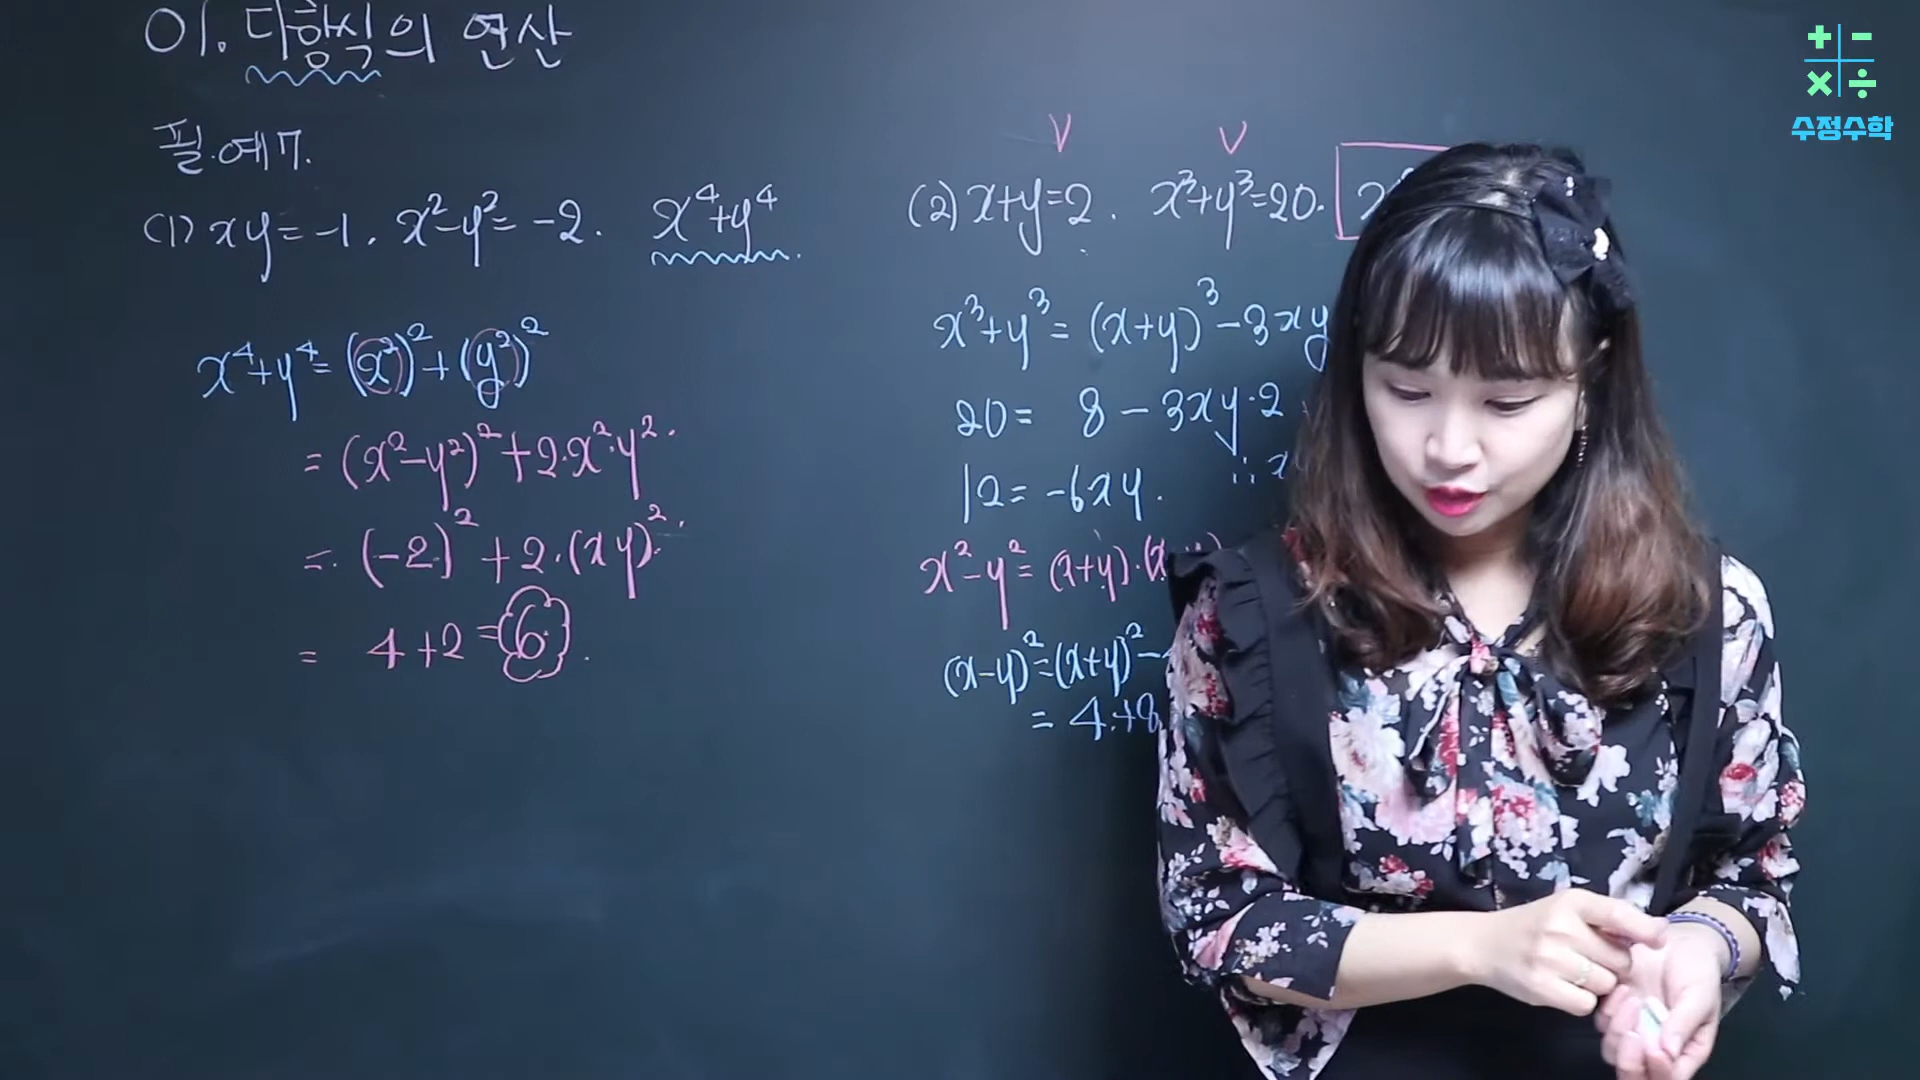 01. 다항식의 연산
필.예7.
(1) xy=-1, x²-y²=-2. x⁴+y⁴
x⁴+y⁴=(x²)²+(y²)²
=(x²-y²)²+2·x²·y².
=(-2)²+2·(xy)².
= 4+2=6.
(2) x+y=2. x³+y³=20.
x³+y³=(x+y)³-3xy
20= 8-3xy·2
12=-6xy. ∴
x²-y²=(x+y)·(x
(x-y)²=(x+y)²-
= 4+8
+ -
× ÷
수정수학